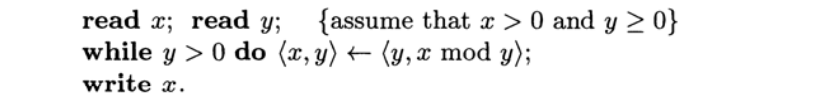 read x; read y; {assume that x > 0 and y ≥ 0}
while y > 0 do ⟨x, y⟩ ← ⟨y, x mod y⟩;
write x.